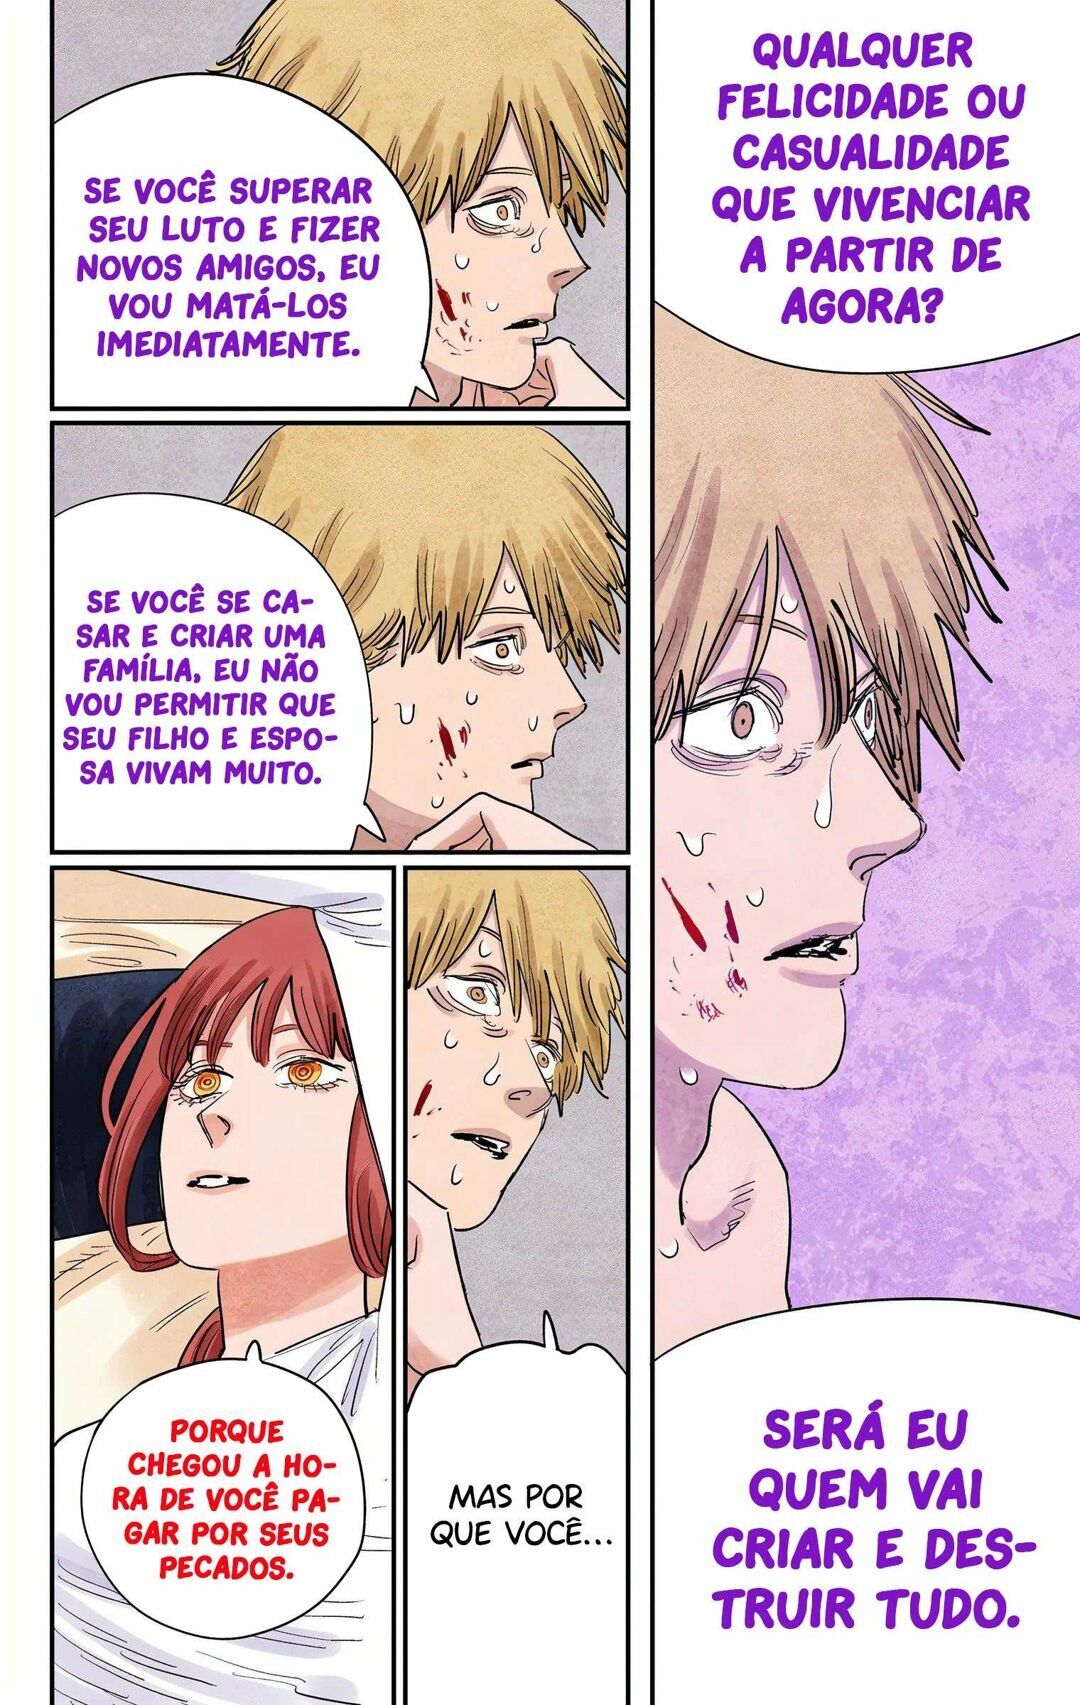 QUALQUER
FELICIDADE OU
CASUALIDADE
QUE VIVENCIAR
A PARTIR DE
AGORA?
SERÁ EU
QUEM VAI
CRIAR E DES-
TRUIR TUDO.
SE VOCÊ SUPERAR
SEU LUTO E FIZER
NOVOS AMIGOS, EU
VOU MATÁ-LOS
IMEDIATAMENTE.
SE VOCÊ SE CA-
SAR E CRIAR UMA
FAMÍLIA, EU NÃO
VOU PERMITIR QUE
SEU FILHO E ESPO-
SA VIVAM MUITO.
MAS POR
QUE VOCÊ...
PORQUE
CHEGOU A HO-
RA DE VOCÊ PA-
GAR POR SEUS
PECADOS.